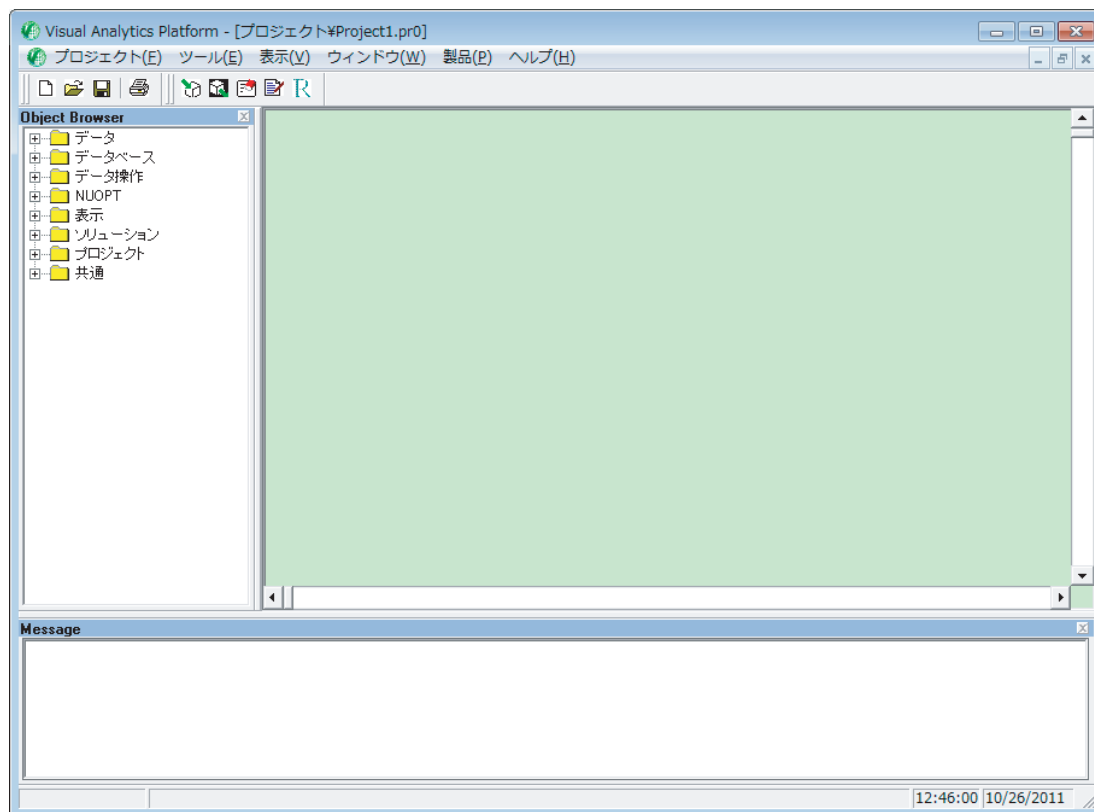 Visual Analytics Platform - [プロジェクト¥Project1.pr0]
プロジェクト(F) ツール(E) 表示(V) ウィンドウ(W) 製品(P) ヘルプ(H)
R
Object Browser
データ
データベース
データ操作
NUOPT
表示
ソリューション
プロジェクト
共通
Message
12:46:00 10/26/2011